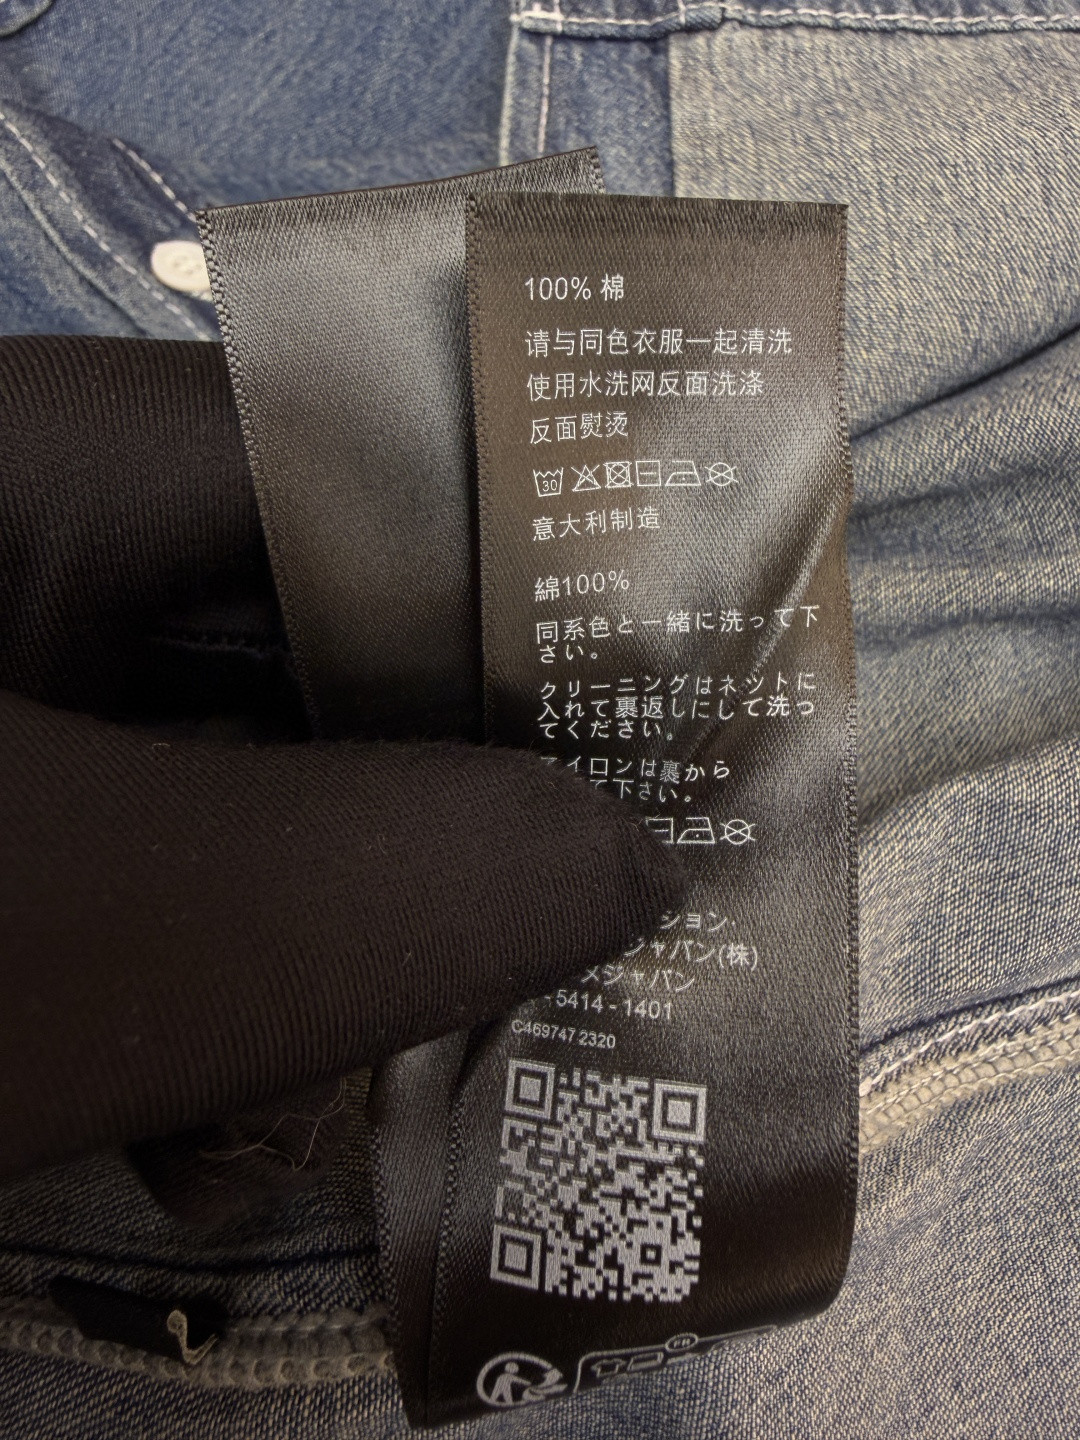 100% 棉
请与同色衣服一起清洗
使用水洗网反面洗涤
反面熨烫
30
意大利制造
綿100%
同系色と一緒に洗って下
さい。
クリーニングはネットに
入れて裏返しにして洗っ
てください。
イロンは裏から
て下さい。
ション
ジャパン(株)
メジャパン
-5414-1401
C469747 2320
FR